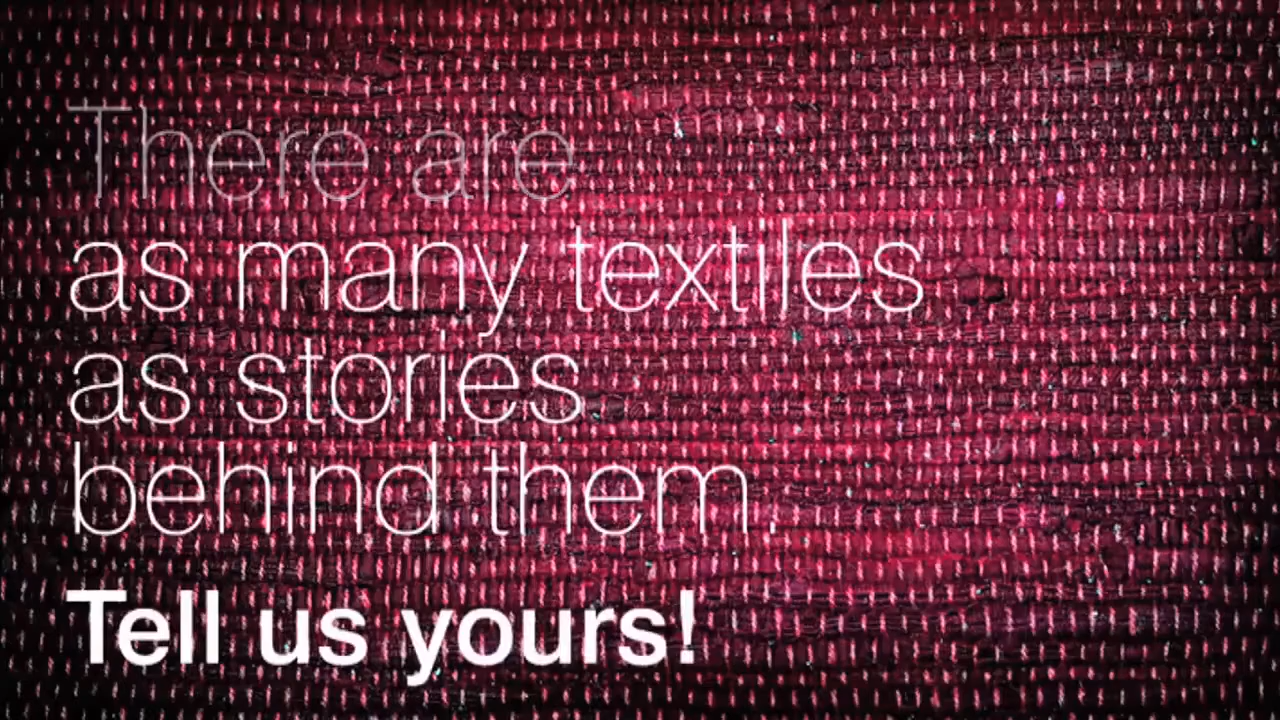 There are
as many textiles
as stories
behind them.
Tell us yours!